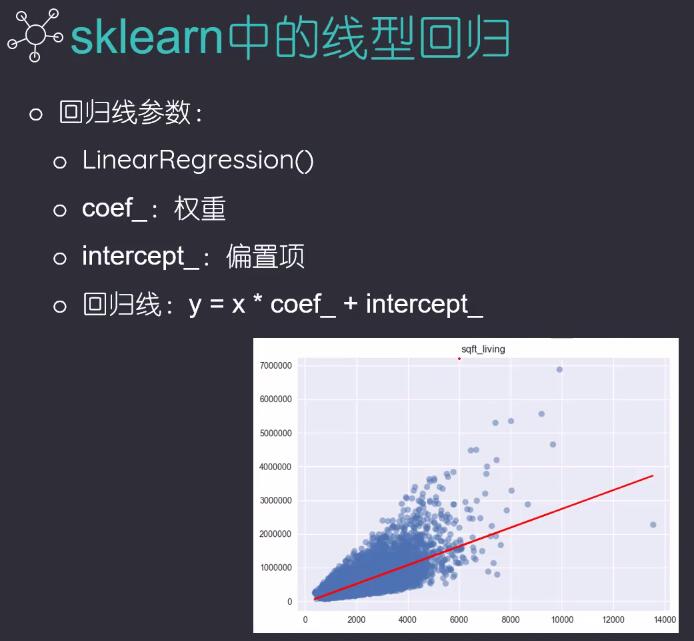 sklearn中的线型回归
回归线参数：
LinearRegression()
coef_：权重
intercept_：偏置项
回归线：y = x * coef_ + intercept_
sqft_living
7000000
6000000
5000000
4000000
3000000
2000000
1000000
0
0 2000 4000 6000 8000 10000 12000 14000